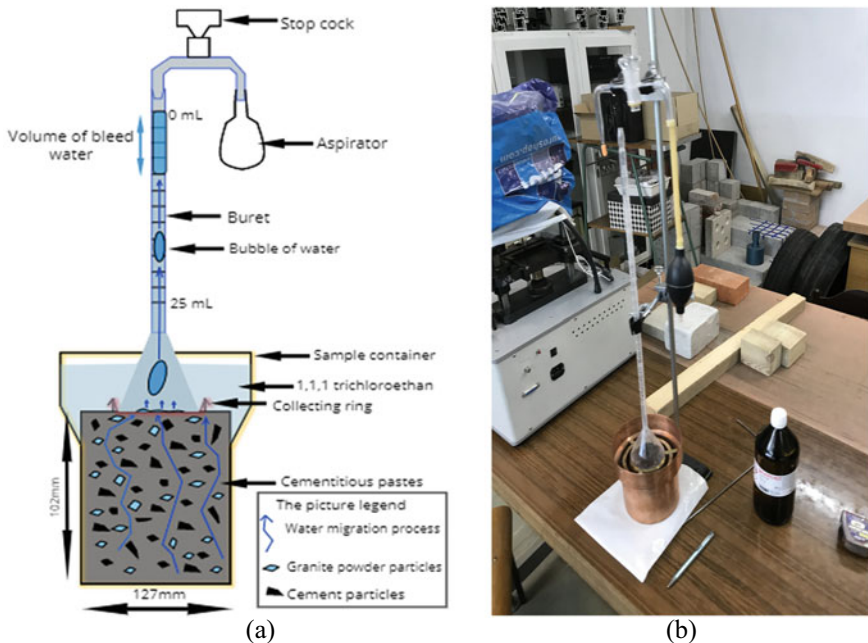 Stop cock
0 mL
Volume of bleed
water
Aspirator
Buret
Bubble of water
25 mL
Sample container
1,1,1 trichloroethan
Collecting ring
Cementitious pastes
102mm
The picture legend
Water migration
process
Granite powder
particles
Cement particles
127mm
(a)
(b)